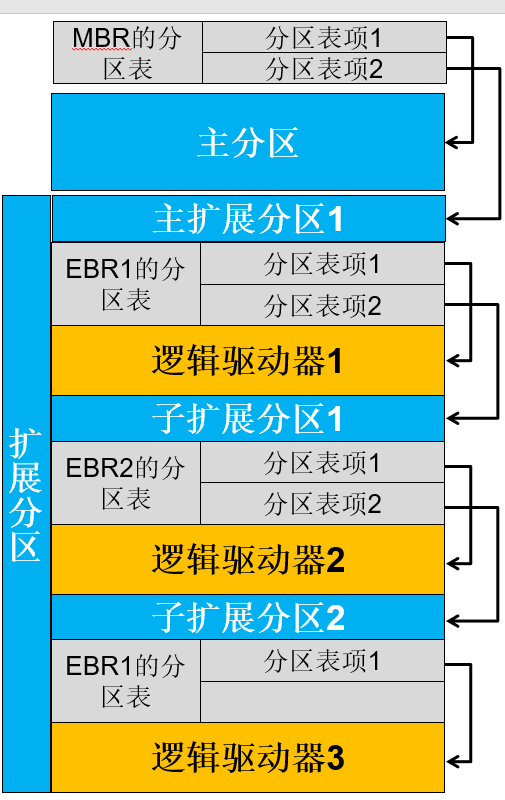 MBR的分
区表
分区表项1
分区表项2
主分区
扩展分区
主扩展分区1
EBR1的分
区表
分区表项1
分区表项2
逻辑驱动器1
子扩展分区1
EBR2的分
区表
分区表项1
分区表项2
逻辑驱动器2
子扩展分区2
EBR1的分
区表
分区表项1
逻辑驱动器3